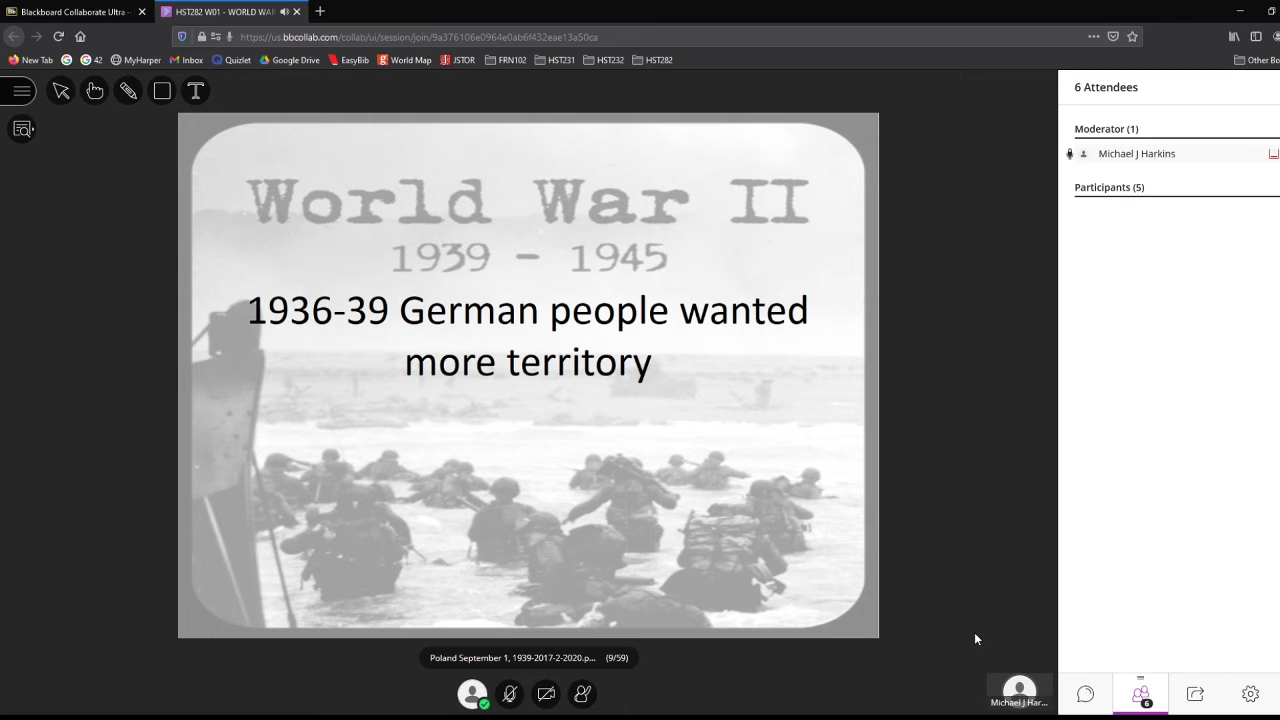 Blackboard Collaborate Ultra –
HST282 W01 - WORLD WAR
https://us.bbcollab.com/collab/ui/session/join/9a376106e0964e0ab6f432eae13a50ca
New Tab
G
42
MyHarper
Inbox
Quizlet
Google Drive
EasyBib
World Map
JSTOR
FRN102
HST231
HST232
HST282
Other Bo
6 Attendees
Moderator (1)
Michael J Harkins
Participants (5)
World War II
1939 - 1945
1936-39 German people wanted
more territory
Poland September 1, 1939-2017-2-2020.p... (9/59)
Michael J Har...
6